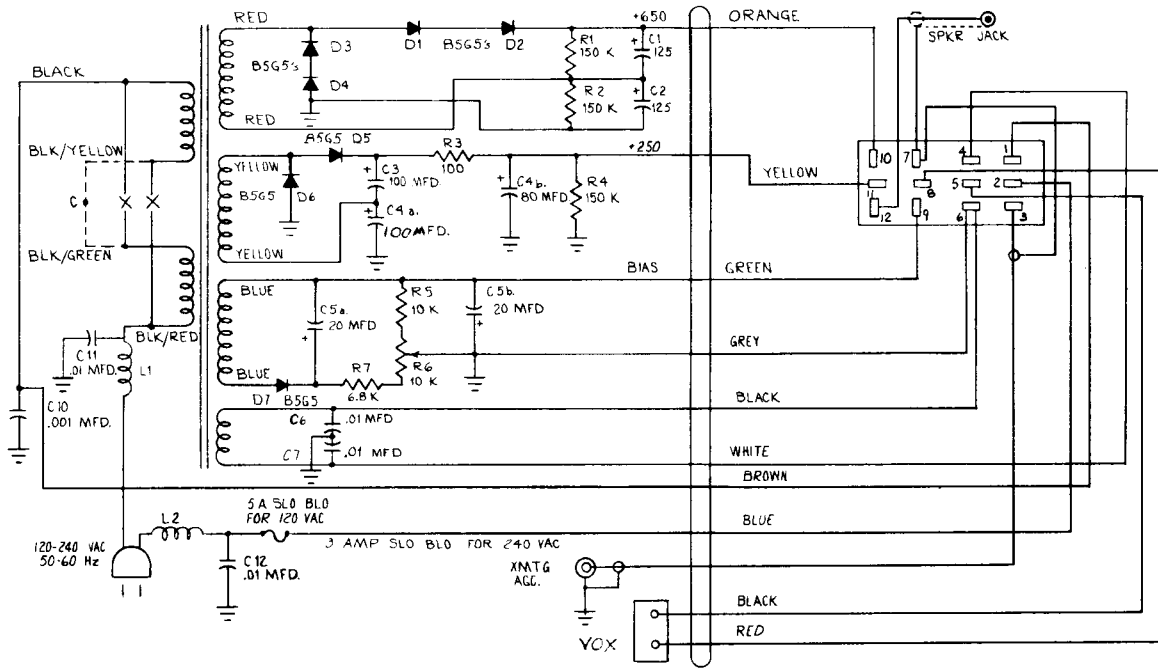 RED
+650
ORANGE
SPKR JACK
D3
D1
B5G5's
D2
R1
150 K
C1
125
B5G5's
D4
R2
150 K
C2
125
BLACK
RED
BLK/YELLOW
B5G5 D5
R3
100
+250
YELLOW
YELLOW
B5G5
D6
C3
100 MFD.
C4b.
80 MFD
R4
150 K
C4a.
100 MFD.
C
YELLOW
BLK/GREEN
10
7
4
1
11
8
5
2
12
9
6
3
BIAS
GREEN
BLUE
C5a.
20 MFD
R5
10 K
C5b.
20 MFD
BLK/RED
C11
.01 MFD.
L1
GREY
BLUE
D7
B5G5
R7
6.8K
R6
10 K
BLACK
C10
.001 MFD.
C6
.01 MFD
C7
.01 MFD
WHITE
BROWN
5 A SLO BLO
FOR 120 VAC
L2
BLUE
3 AMP SLO BLO FOR 240 VAC
120-240 VAC
50-60 Hz
C12
.01 MFD.
XMTG
AGC.
BLACK
VOX
RED